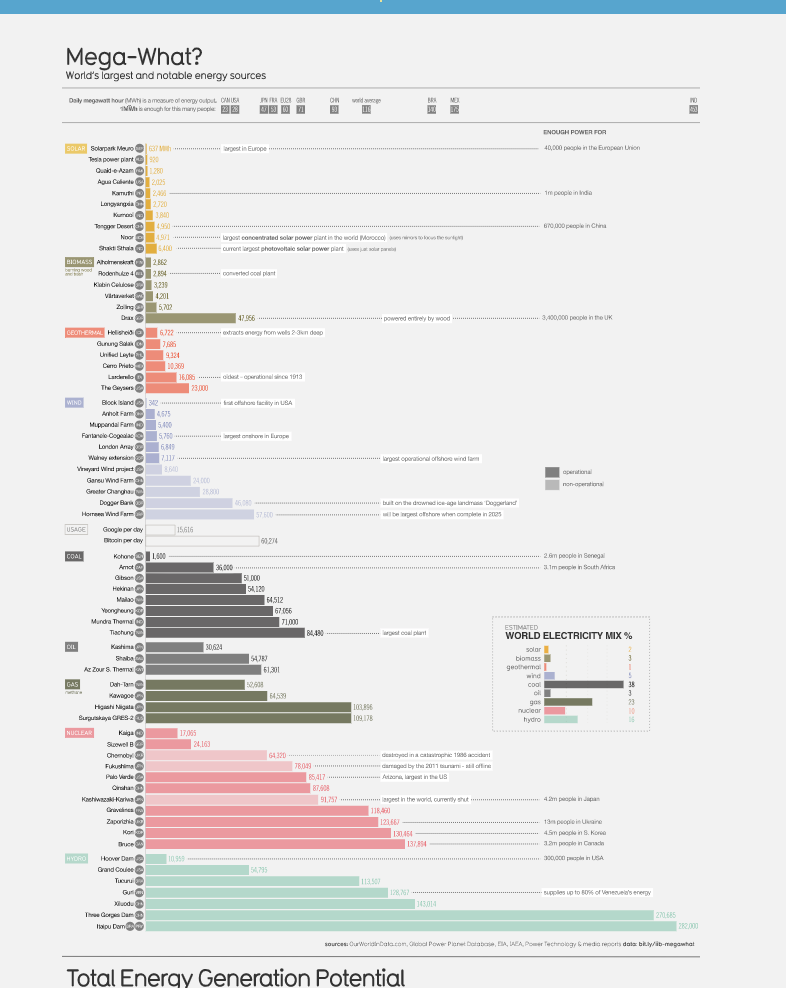 Mega-What?
World's largest and notable energy sources
Daily megawatt hour (MWh) is a measure of energy output.
1MWh is enough for this many people:
CAN USA JPN FRA EU28 GBR CHN world average BRA MEX IND
ENOUGH POWER FOR
SOLAR Solarpark Meuro 637 MWh largest in Europe 40,000 people in the European Union
Tesla power plant 920
Quaid-e-Azam 1,280
Agua Caliente 2,025
Kamuthi 2,466 1m people in India
Longyangxia 2,720
Kurnool 3,840
Tengger Desert 4,950 670,000 people in China
Noor 4,971 largest concentrated solar power plant in the world (Morocco) (uses mirrors to focus the sunlight)
Shakti Sthala 6,400 current largest photovoltaic solar power plant (uses just solar panels)
BIOMASS Alholmenskraft 2,862
burning wood
Rodenhuize 4 2,894 converted coal plant
Klabin Celulose 3,239
Värtaverket 4,201
Zolling 5,702
Drax 47,956 powered entirely by wood 3,400,000 people in the UK
GEOTHERMAL Hellisheiði 6,722 extracts energy from wells 2-3km deep
Gunung Salak 7,685
Unified Leyte 9,324
Cerro Prieto 10,369
Larderello 16,085 oldest - operational since 1913
The Geysers 23,000
WIND Block Island 342 first offshore facility in USA
Anholt Farm 4,675
Muppandal Farm 5,400
Fantanele-Cogealac 5,760 largest onshore in Europe
London Array 6,849
Walney extension 7,117 largest operational offshore wind farm
Vineyard Wind project 8,640
Gansu Wind Farm 24,000
Greater Changhua 28,800
Dogger Bank 45,090 built on the drowned ice-age landmass 'Doggerland'
Hornsea Wind Farm 57,600 will be largest offshore when complete in 2025
operational
non-operational
USAGE Google per day 15,616
Bitcoin per day 60,274
COAL Kahone 1,600 2.6m people in Senegal
Arnot 36,000 3.1m people in South Africa
Gibson 51,000
Hekinan 54,120
Mailao 64,512
Yeongheung 67,056
Mundra Thermal 71,000
Taichung 84,480 largest coal plant
OIL Kashima 30,624
Shaiba 54,787
Az Zour S. Thermal 61,301
GAS Dah-Tarn 52,608
methane
Kawagoe 64,539
Higashi Niigata 103,896
Surgutskaya GRES-2 109,178
ESTIMATED
WORLD ELECTRICITY MIX %
solar 2
biomass 3
geothermal
wind 5
coal 38
oil 3
gas 23
nuclear 10
hydro 16
NUCLEAR Kaiga 17,065
Sizewell B 24,163
Chernobyl 64,320 destroyed in a catastrophic 1986 accident
Fukushima 78,049 damaged by the 2011 tsunami - still offline
Palo Verde 85,417 Arizona, largest in the US
Qinshan 87,608
Kashiwazaki-Kariwa 91,757 largest in the world, currently shut 4.2m people in Japan
Gravelines 118,460
Zaporizhia 123,667 13m people in Ukraine
Kori 130,464 4.5m people in S. Korea
Bruce 137,894 3.2m people in Canada
HYDRO Hoover Dam 10,959 300,000 people in USA
Grand Coulee 54,793
Tucurui 113,507
Guri 128,767 supplies up to 80% of Venezuela's energy
Xiluodu 143,014
Three Gorges Dam 270,685
Itaipu Dam 282,000
sources: OurWorldInData.com, Global Power Planet Database, EIA, IAEA, Power Technology & media reports data: bit.ly/iib-megawhat
Total Energy Generation Potential